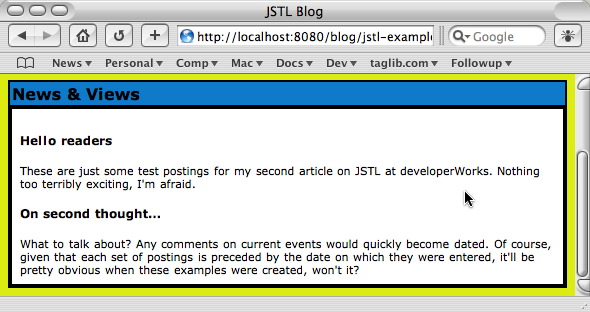 JSTL Blog
http://localhost:8080/blog/jstl-example
Google
News Personal Comp Mac Docs Dev taglib.com Followup
News & Views
Hello readers
These are just some test postings for my second article on JSTL at developerWorks. Nothing
too terribly exciting, I'm afraid.
On second thought...
What to talk about? Any comments on current events would quickly become dated. Of course,
given that each set of postings is preceded by the date on which they were entered, it'll be
pretty obvious when these examples were created, won't it?